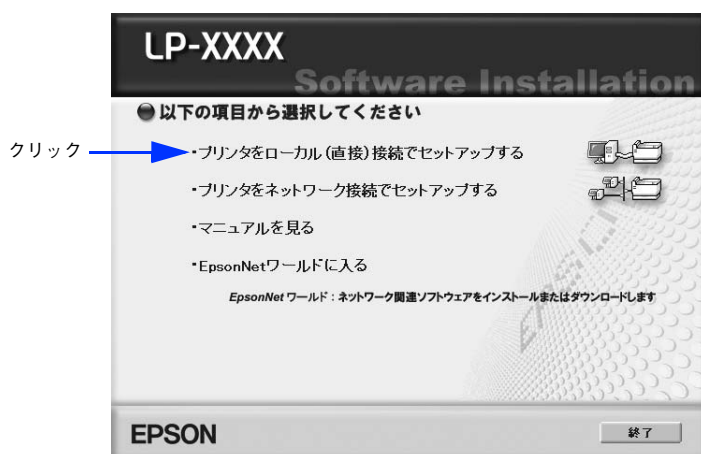 LP-XXXX
Software Installation
以下の項目から選択してください
クリック
・プリンタをローカル(直接)接続でセットアップする
・プリンタをネットワーク接続でセットアップする
・マニュアルを見る
・EpsonNetワールドに入る
EpsonNet ワールド：ネットワーク関連ソフトウェアをインストールまたはダウンロードします
EPSON
EPSON
終了